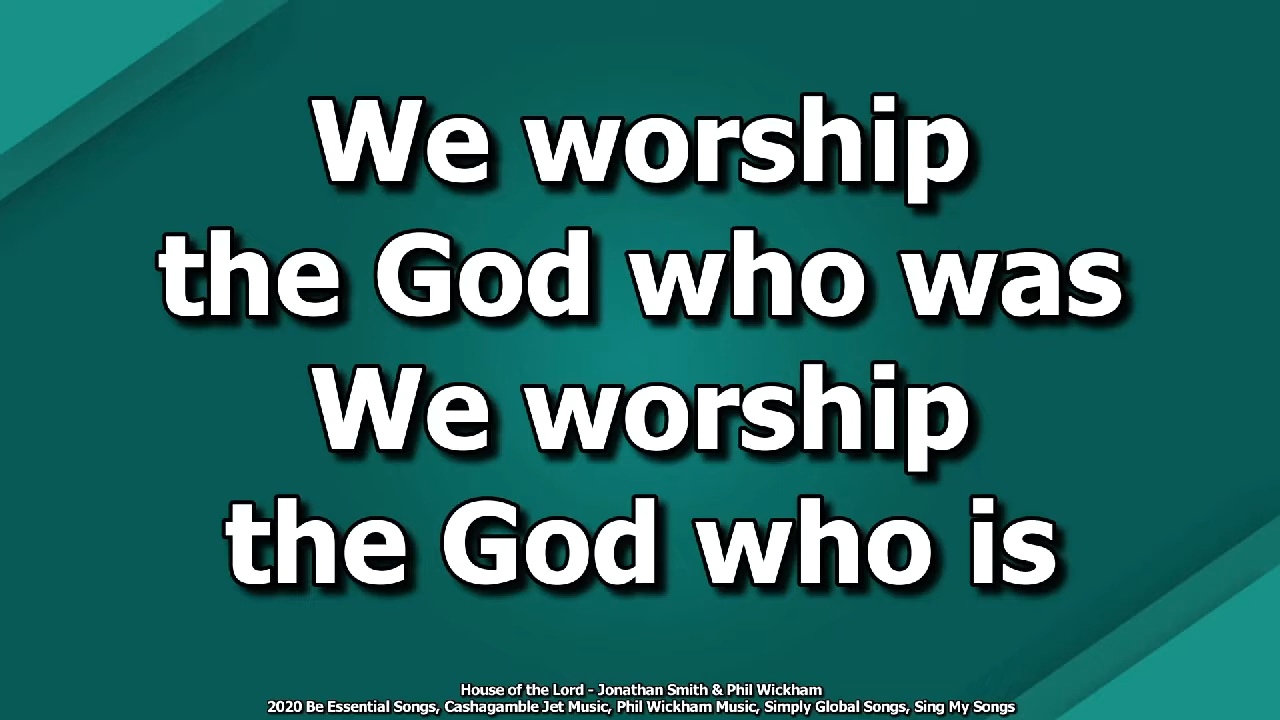 We worship
the God who was
We worship
the God who is
House of the Lord - Jonathan Smith & Phil Wickham
2020 Be Essential Songs, Cashagamble Jet Music, Phil Wickham Music, Simply Global Songs, Sing My Songs